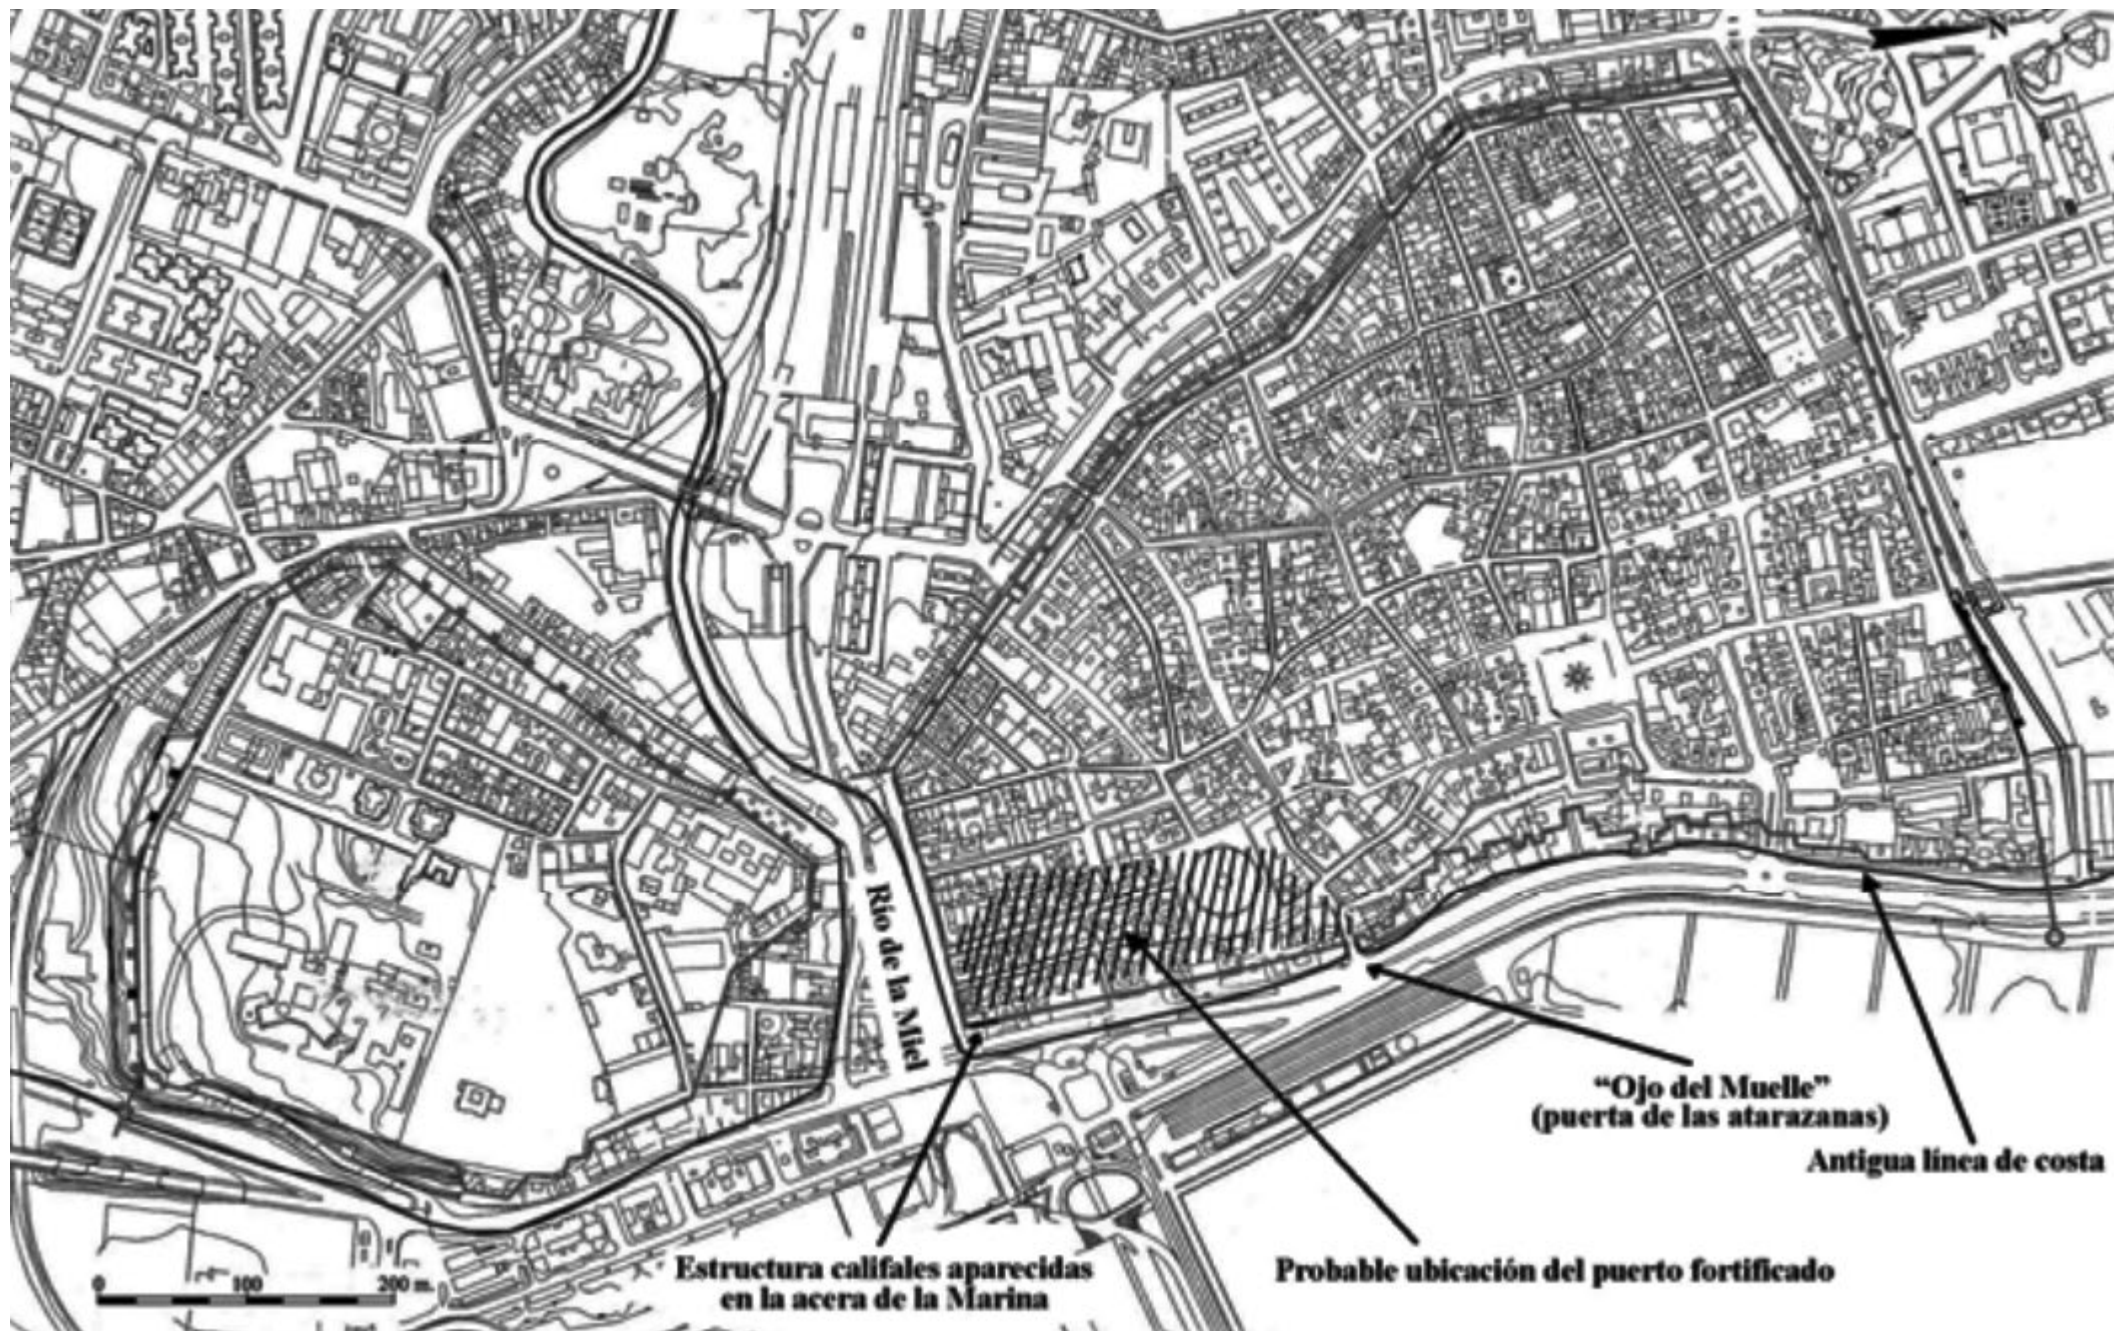 N
Río de la Miel
“Ojo del Muelle”
(puerta de las atarazanas)
Antigua línea de costa
Estructura califales aparecidas
en la acera de la Marina
Probable ubicación del puerto fortificado
0 100 200 m.